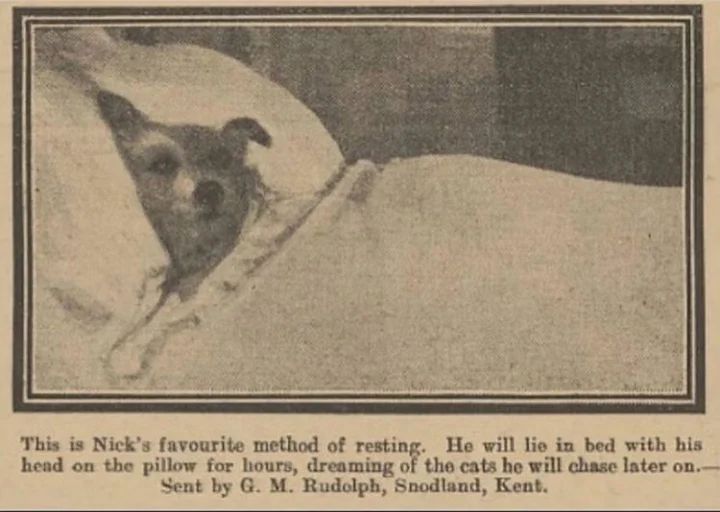 This is Nick's favourite method of resting. He will lie in bed with his
head on the pillow for hours, dreaming of the cats he will chase later on.—
Sent by G. M. Rudolph, Snodland, Kent.